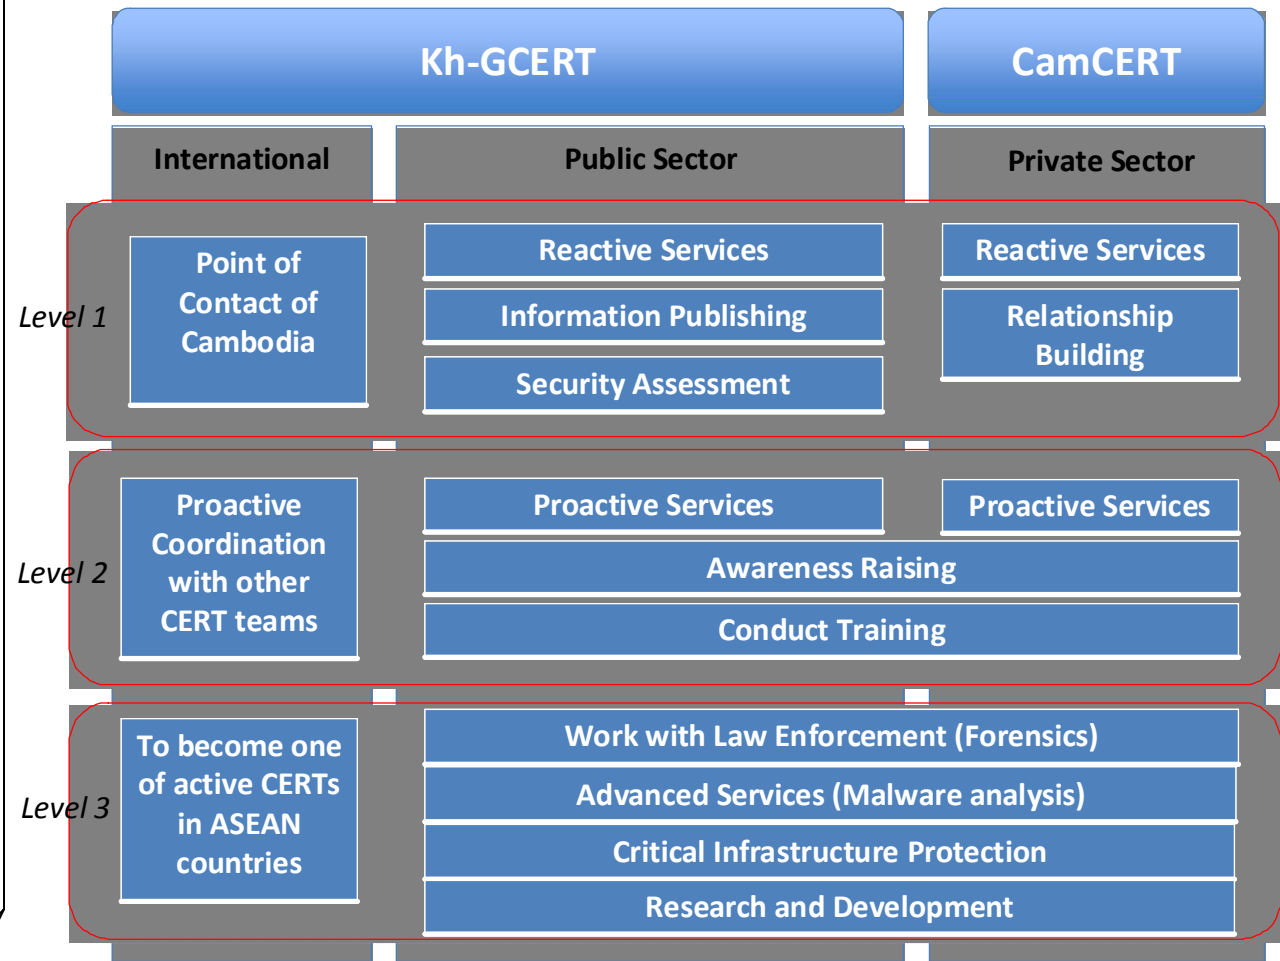 Kh-GCERT
CamCERT
International
Public Sector
Private Sector
Level 1
Point of
Contact of
Cambodia
Reactive Services
Information Publishing
Security Assessment
Reactive Services
Relationship
Building
Level 2
Proactive
Coordination
with other
CERT teams
Proactive Services
Proactive Services
Awareness Raising
Conduct Training
Level 3
To become one
of active CERTs
in ASEAN
countries
Work with Law Enforcement (Forensics)
Advanced Services (Malware analysis)
Critical Infrastructure Protection
Research and Development